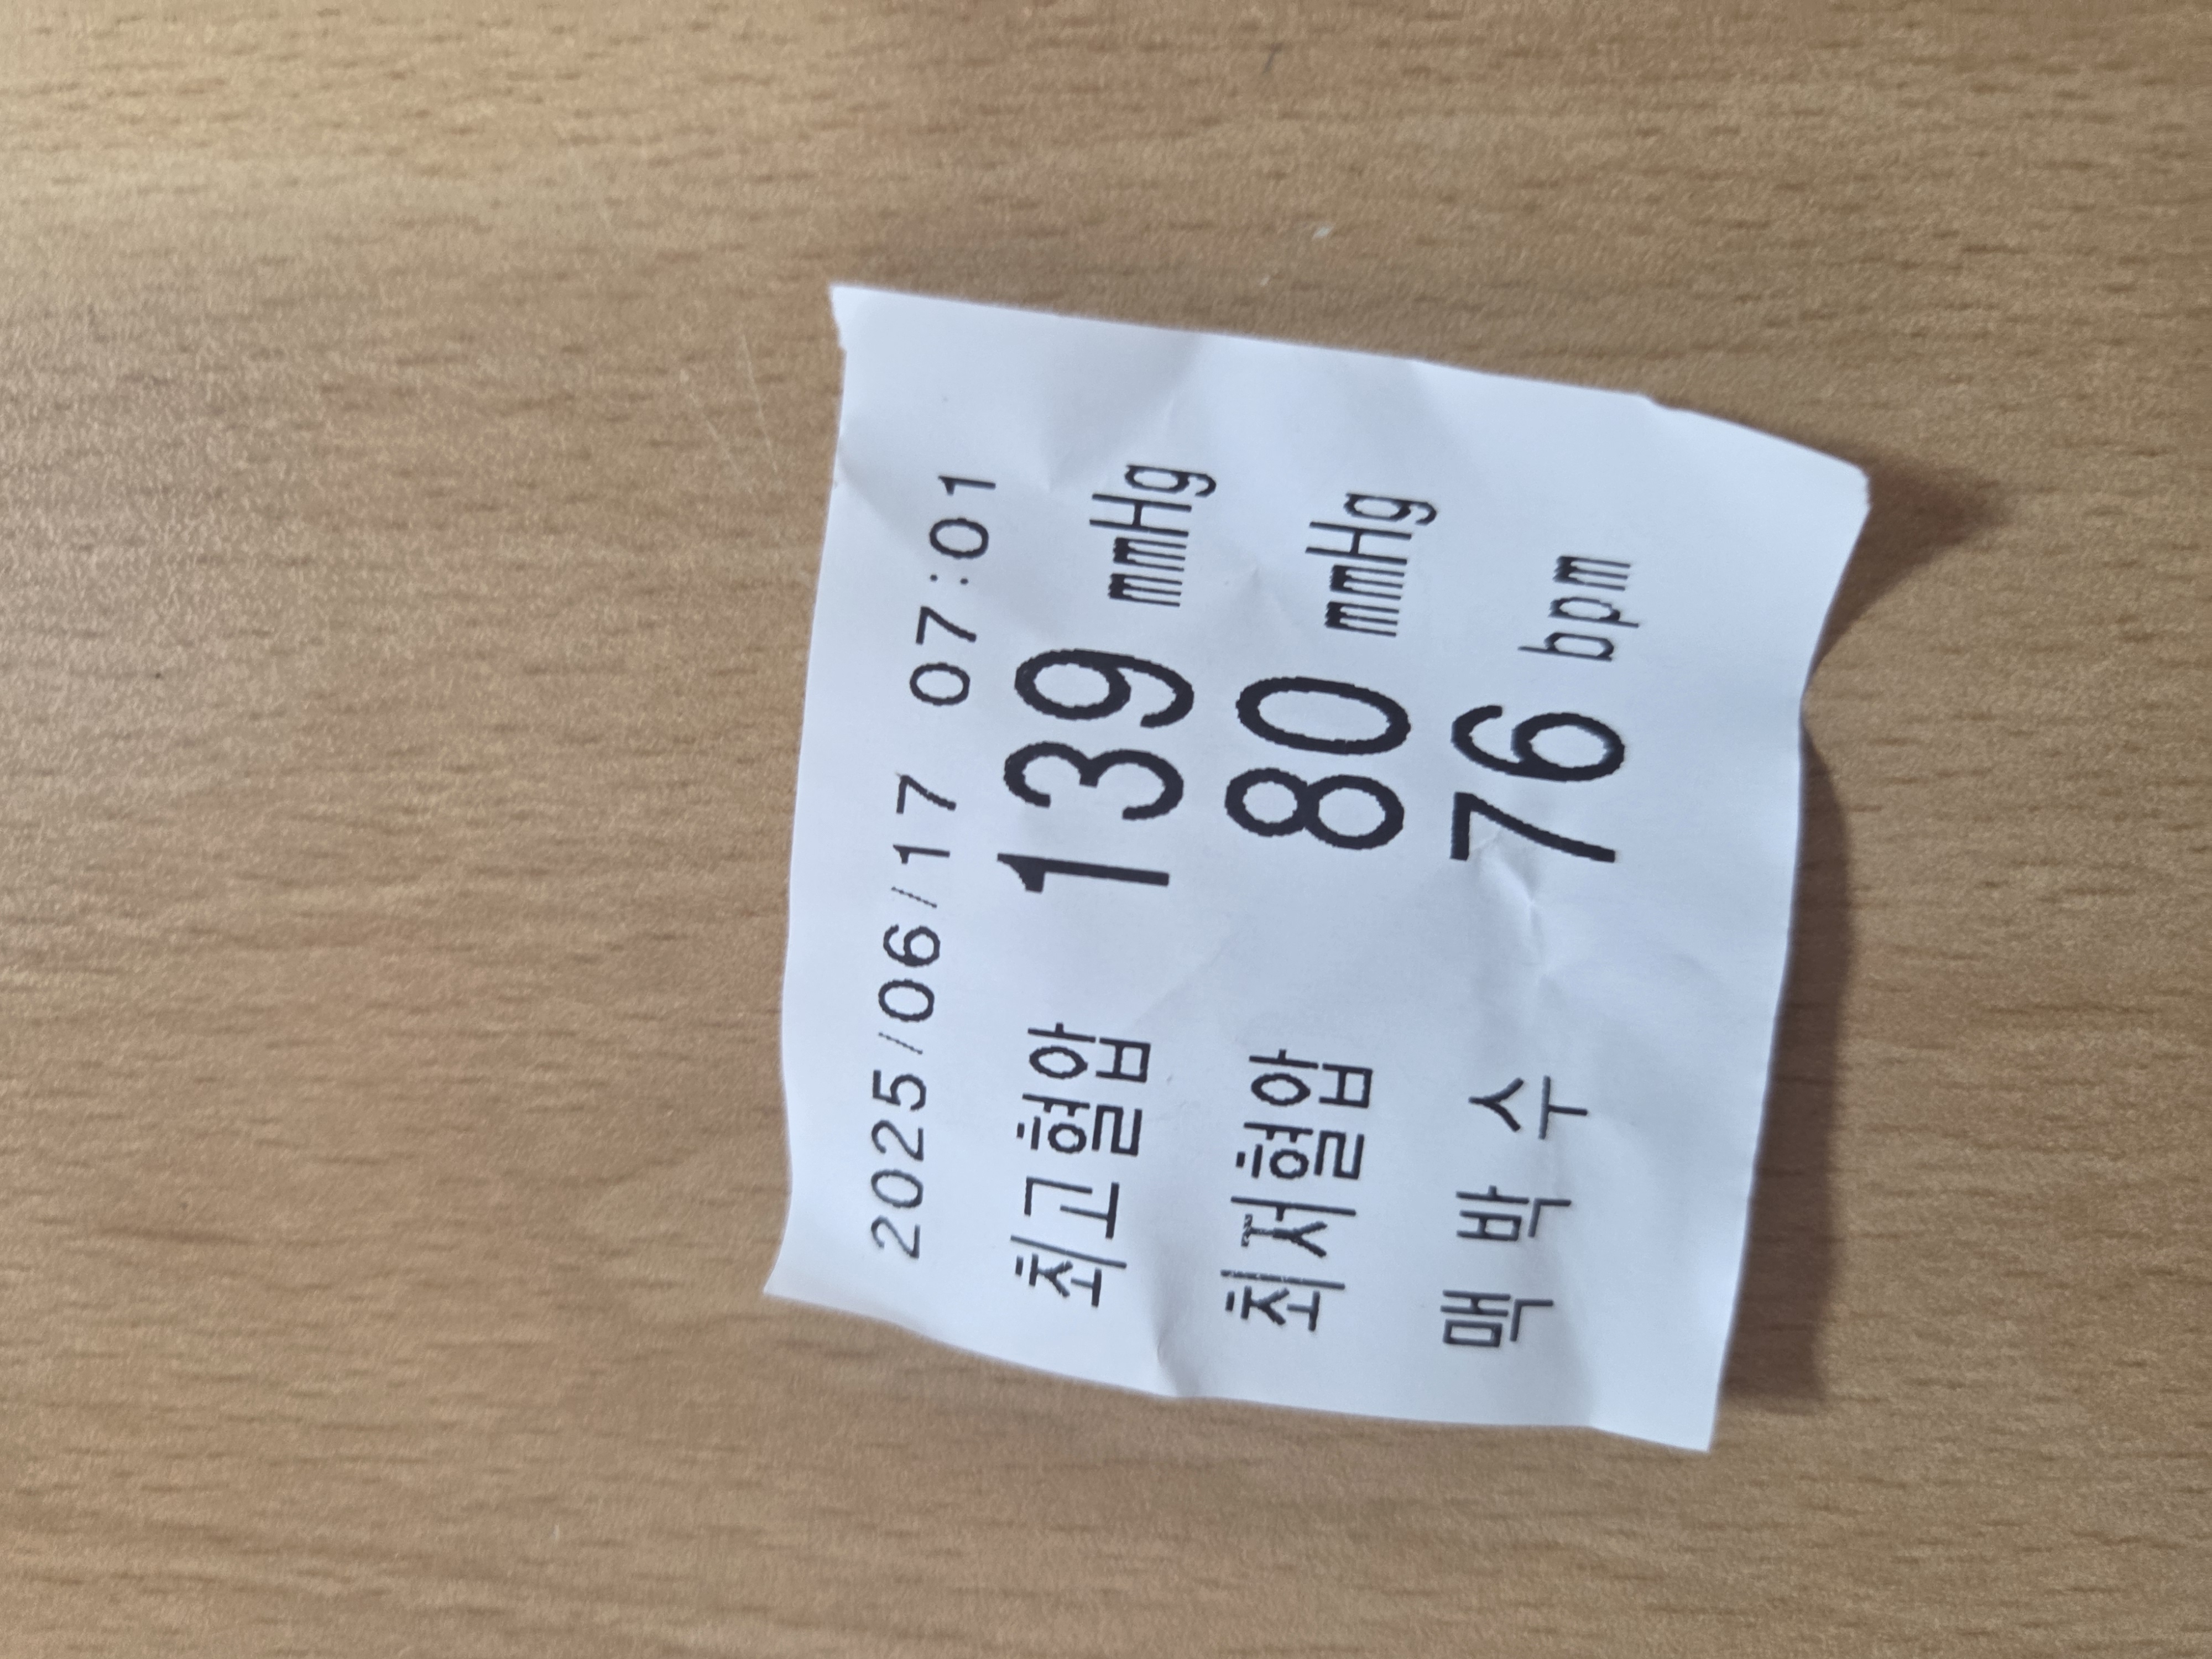 2025/06/17 07:01
최고혈압 139 mmHg
최저혈압 80 mmHg
맥 박 수 76 bpm